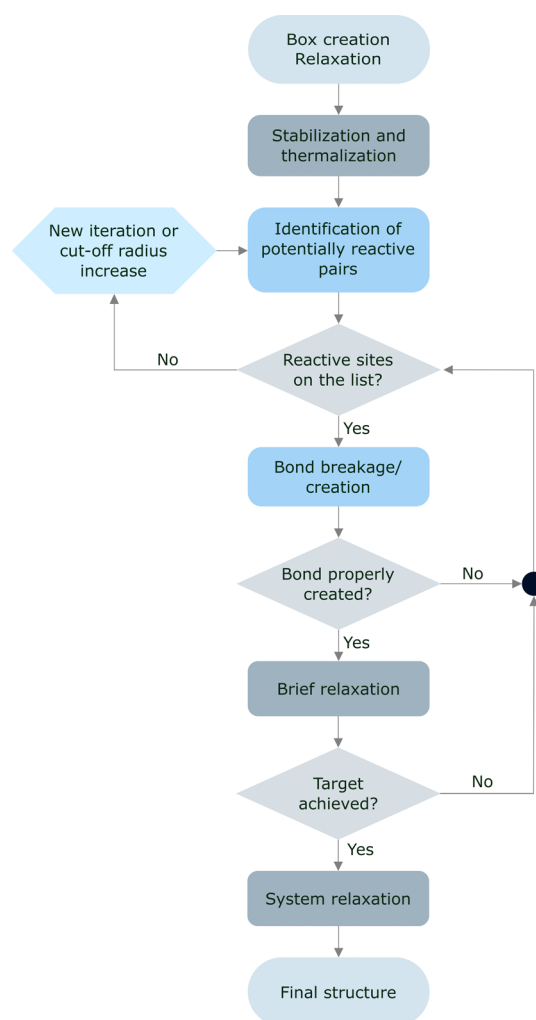 Box creation
Relaxation
Stabilization and
thermalization
New iteration or
cut-off radius
increase
Identification of
potentially reactive
pairs
No
Reactive sites
on the list?
Yes
Bond breakage/
creation
Bond properly
created?
No
Yes
Brief relaxation
Target
achieved?
No
Yes
System relaxation
Final structure